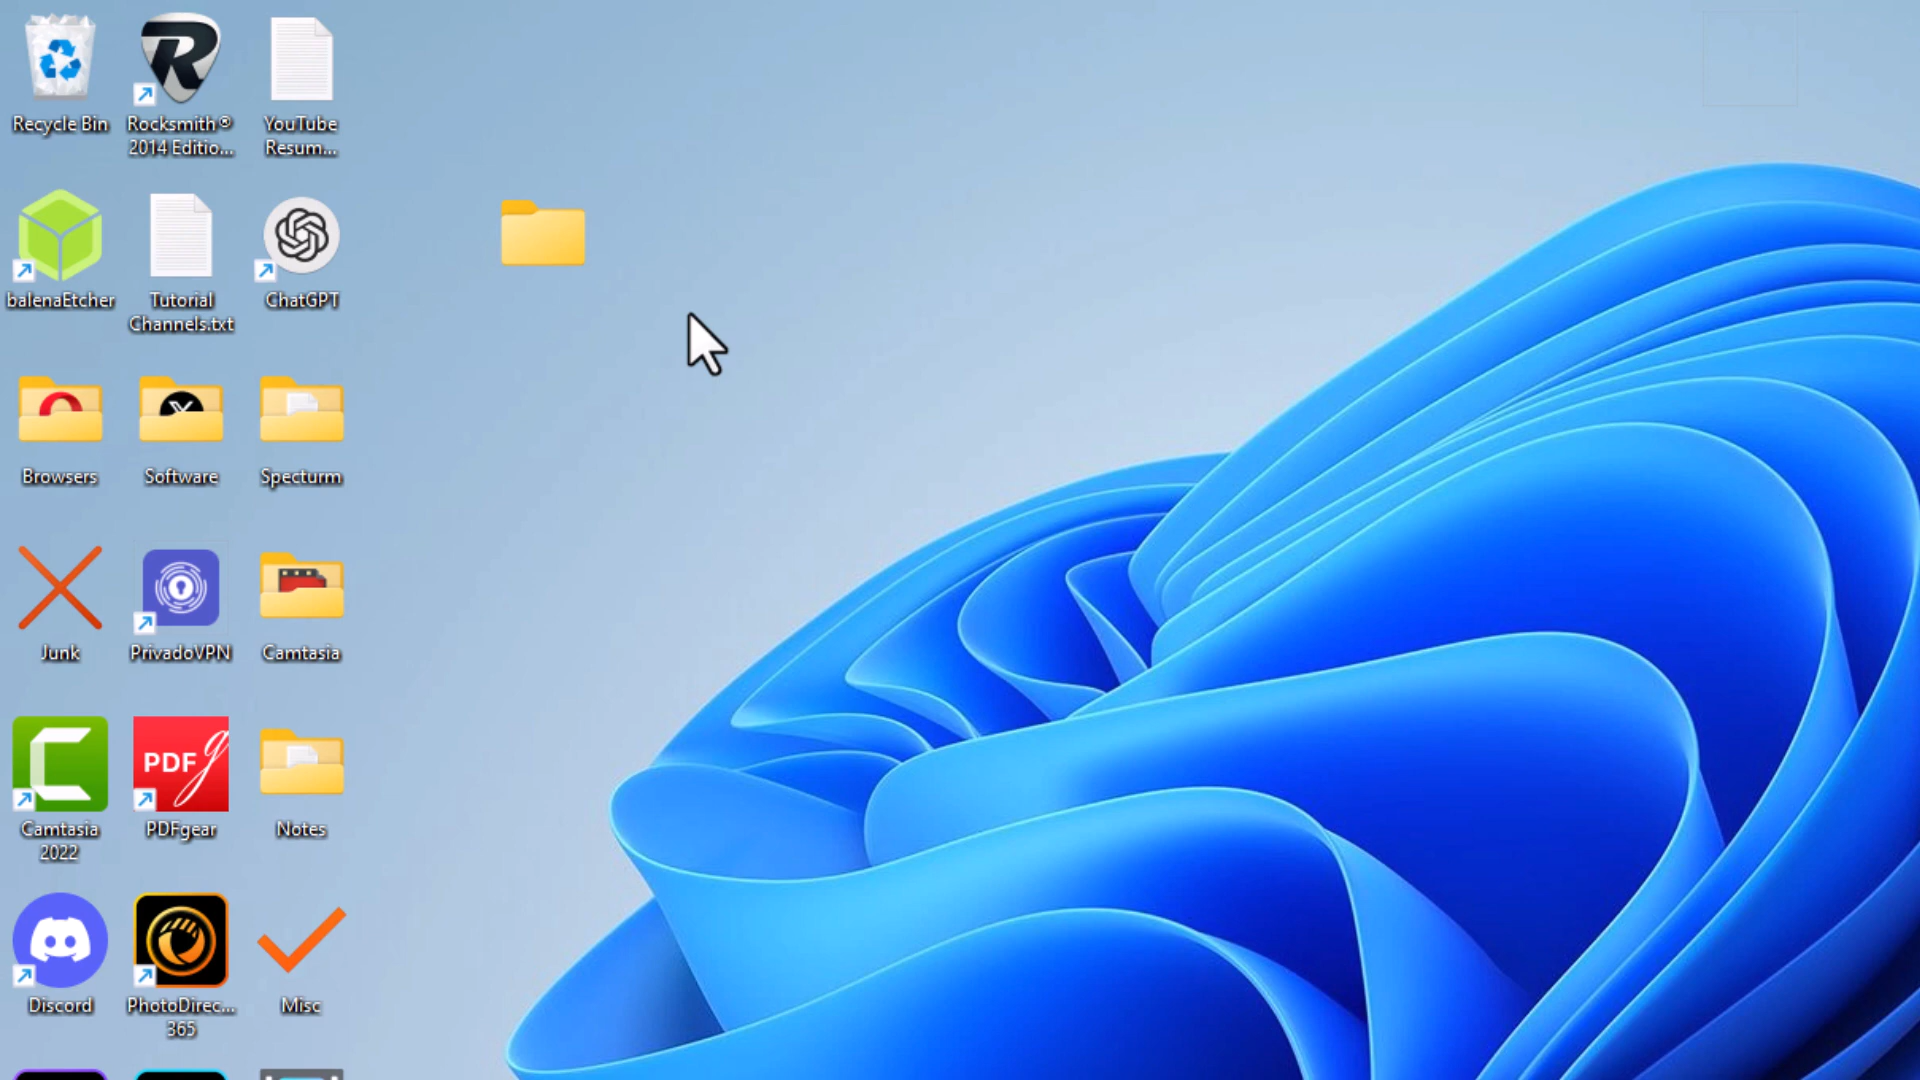 Recycle Bin
Rocksmith®
2014 Editio...
YouTube
Resum...
balenaEtcher
Tutorial
Channels.txt
ChatGPT
Browsers
Software
Specturm
Junk
PrivadoVPN
Camtasia
Camtasia
2022
PDF
PDFgear
Notes
Discord
PhotoDirec...
365
Misc